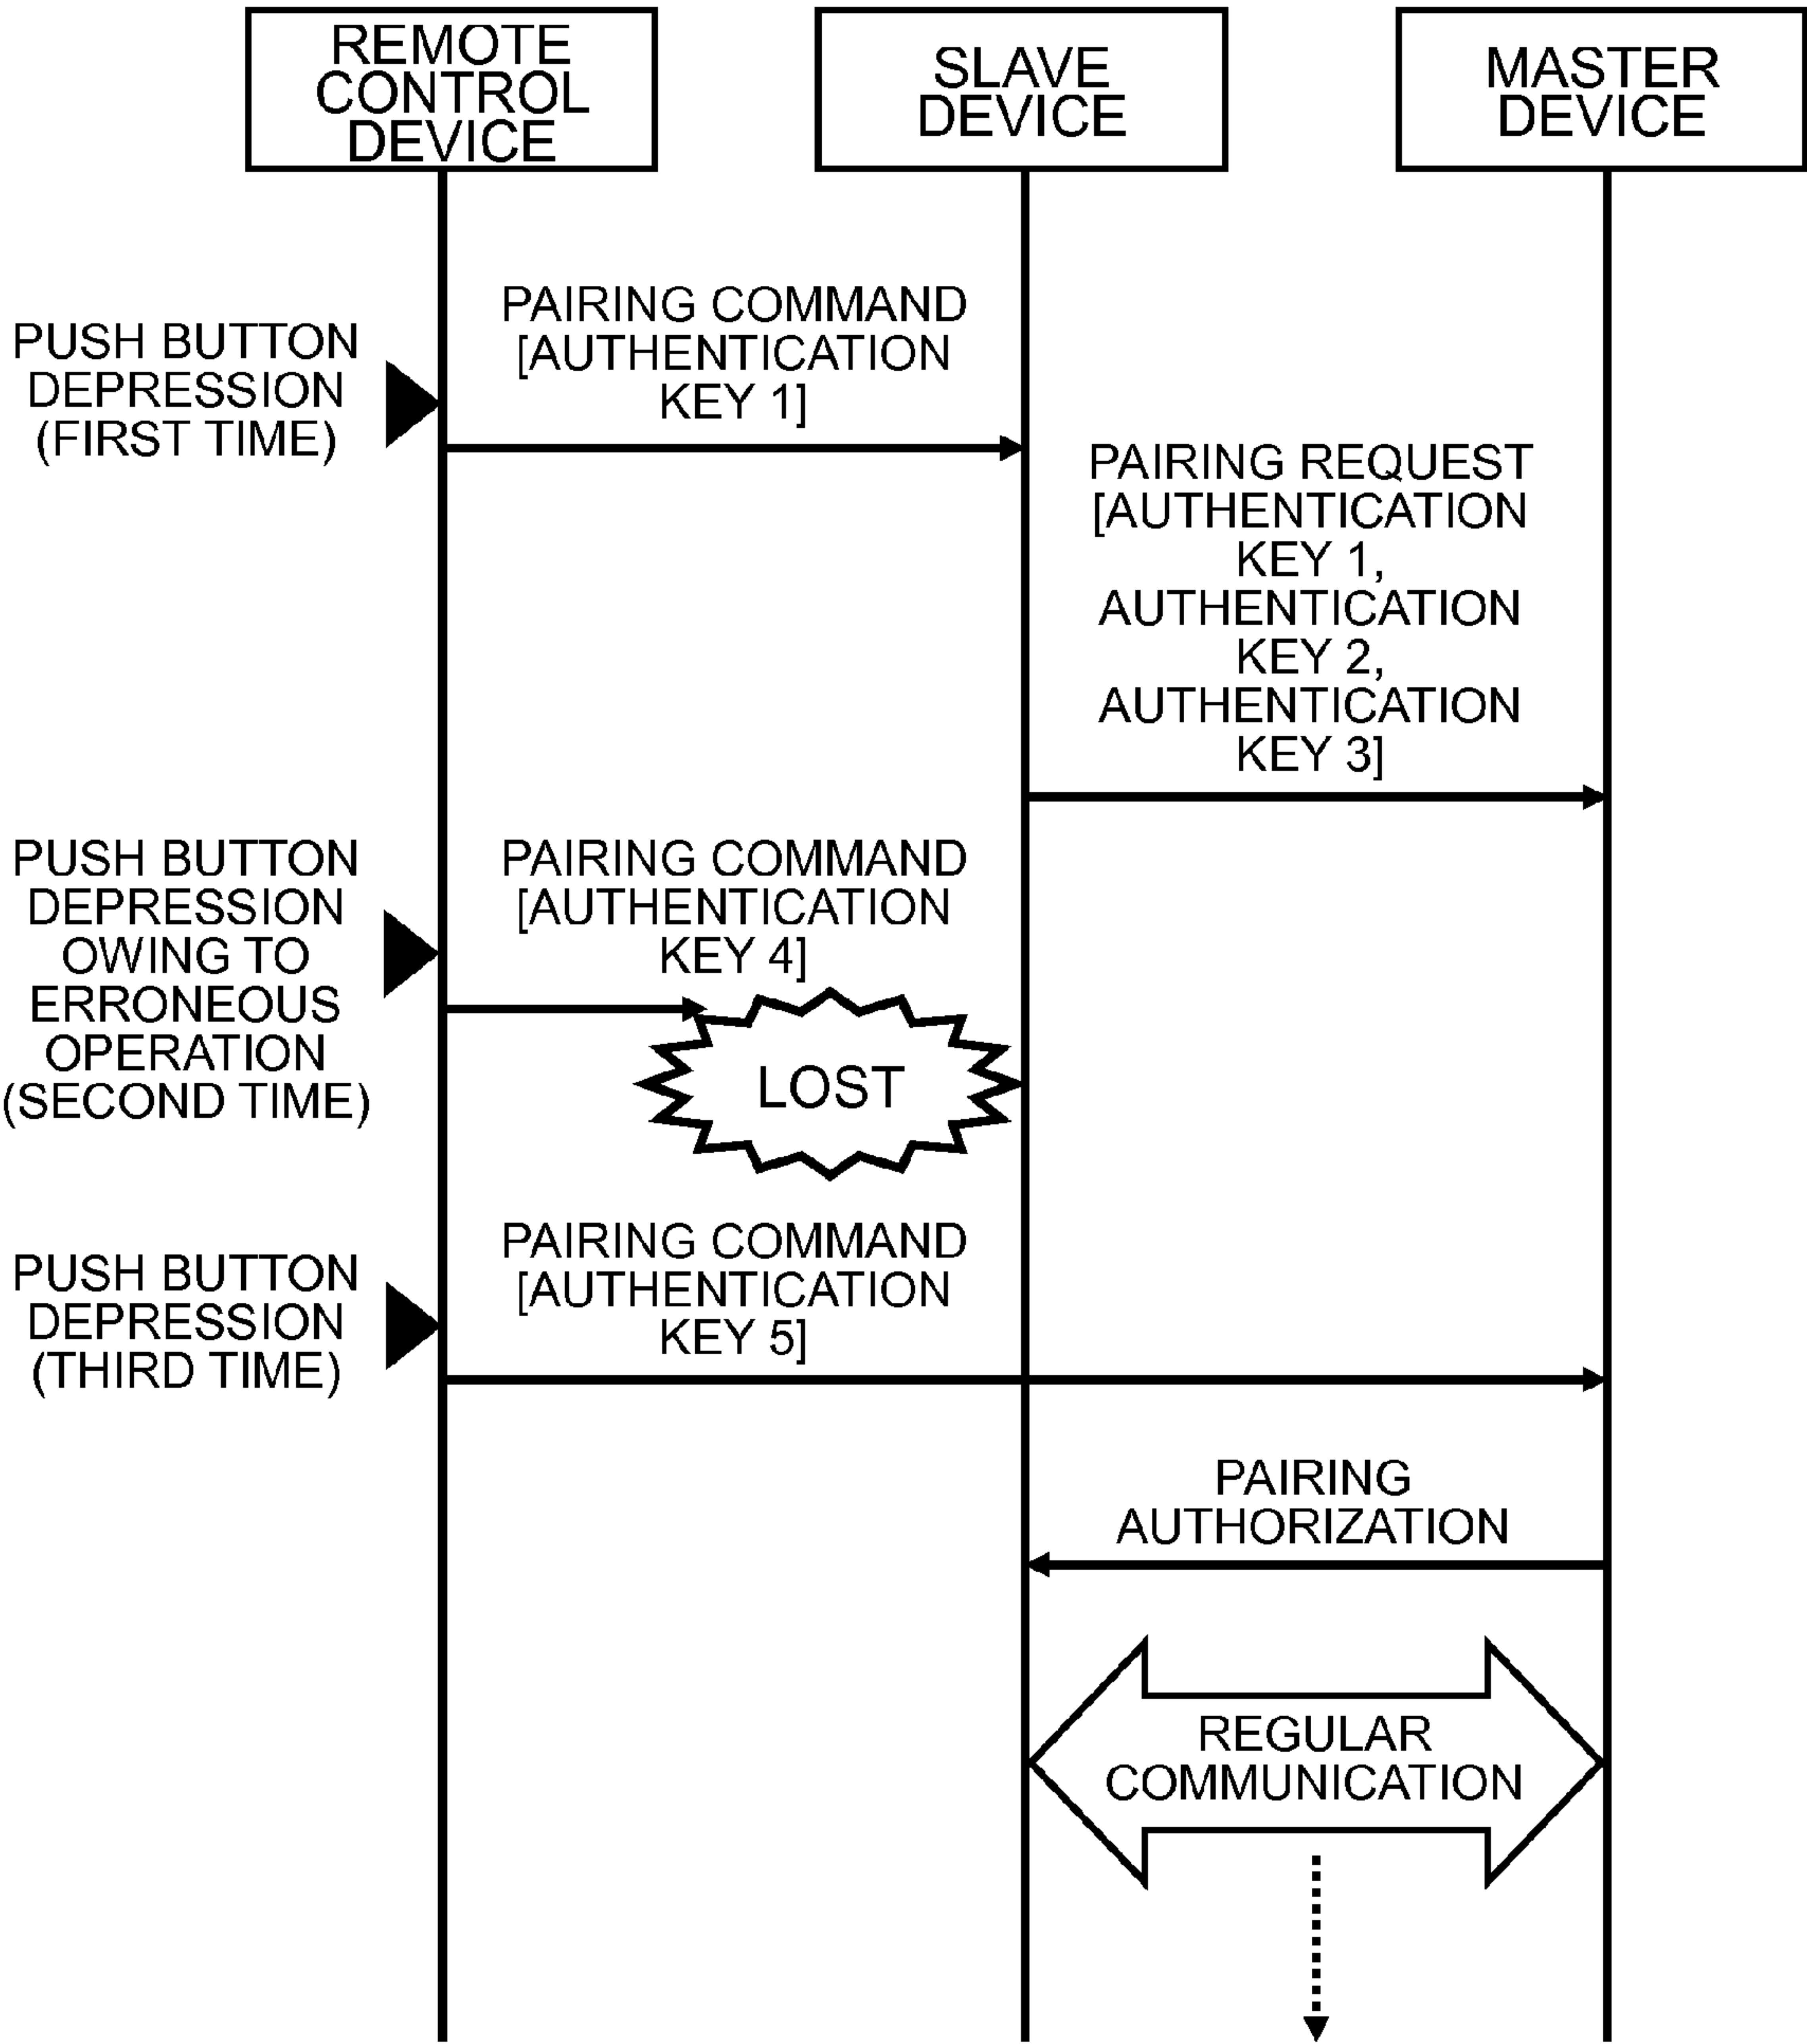 REMOTE
CONTROL
DEVICE
SLAVE
DEVICE
MASTER
DEVICE
PUSH BUTTON
DEPRESSION
(FIRST TIME)
PAIRING COMMAND
[AUTHENTICATION
KEY 1]
PAIRING REQUEST
[AUTHENTICATION
KEY 1,
AUTHENTICATION
KEY 2,
AUTHENTICATION
KEY 3]
PUSH BUTTON
DEPRESSION
OWING TO
ERRONEOUS
OPERATION
(SECOND TIME)
PAIRING COMMAND
[AUTHENTICATION
KEY 4]
LOST
PUSH BUTTON
DEPRESSION
(THIRD TIME)
PAIRING COMMAND
[AUTHENTICATION
KEY 5]
PAIRING
AUTHORIZATION
REGULAR
COMMUNICATION